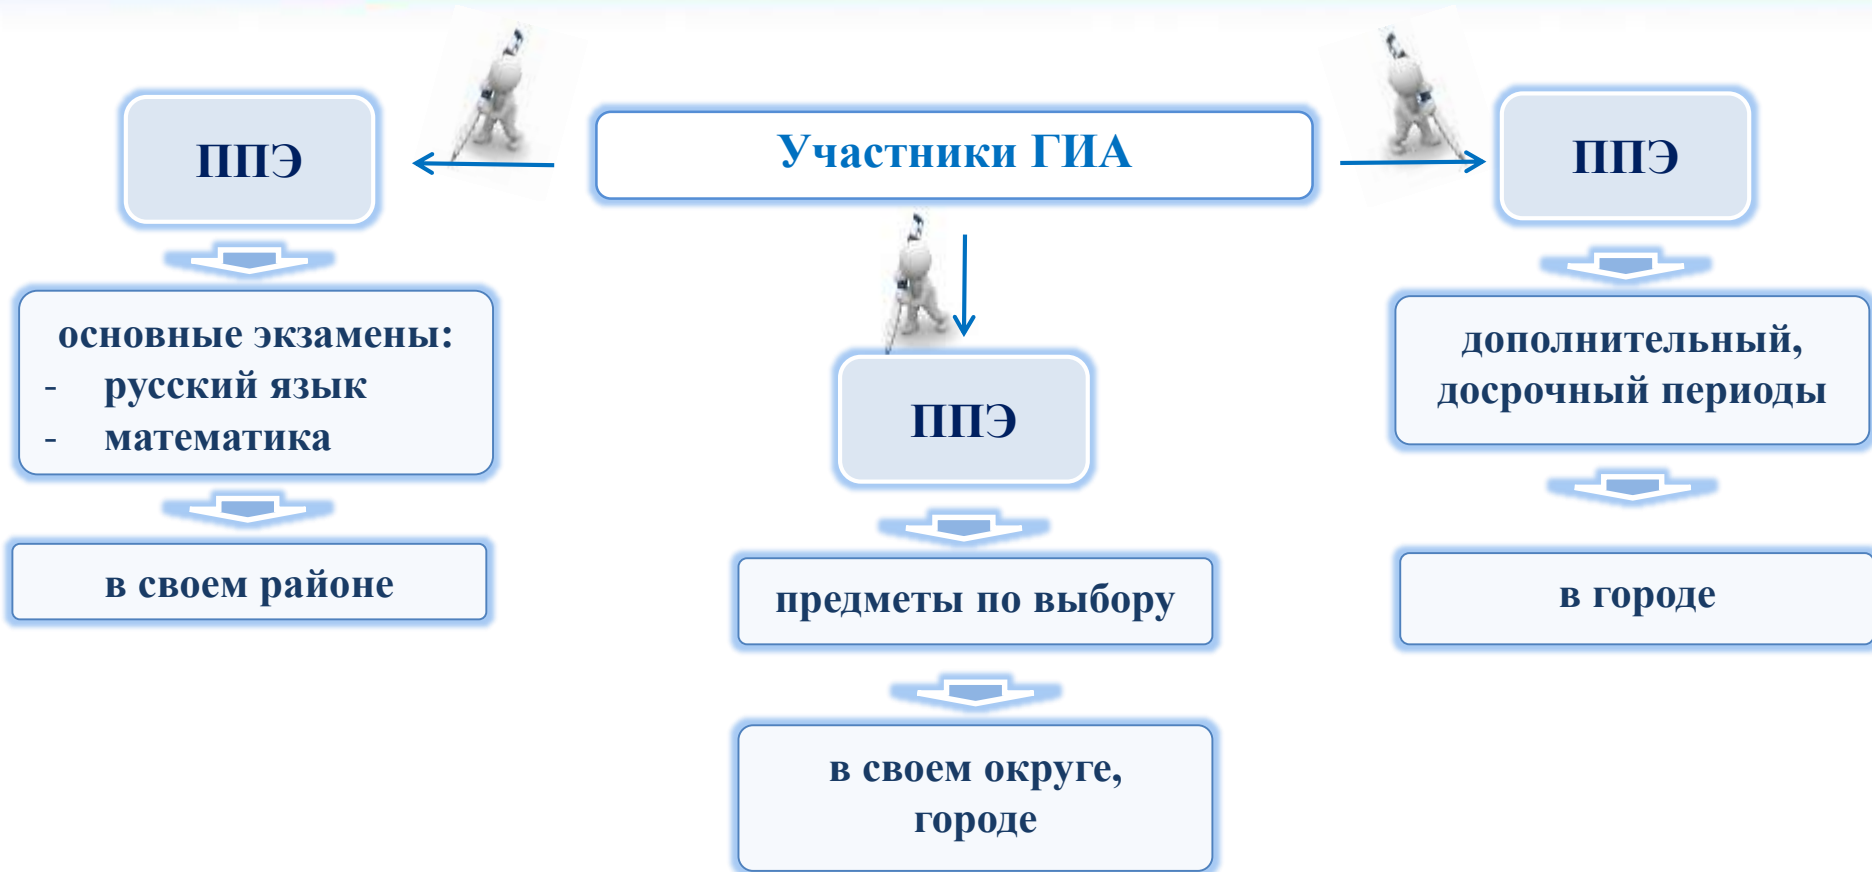 Участники ГИА
ППЭ
основные экзамены:
- русский язык
- математика
в своем районе
ППЭ
предметы по выбору
в своем округе,
городе
ППЭ
дополнительный,
досрочный периоды
в городе